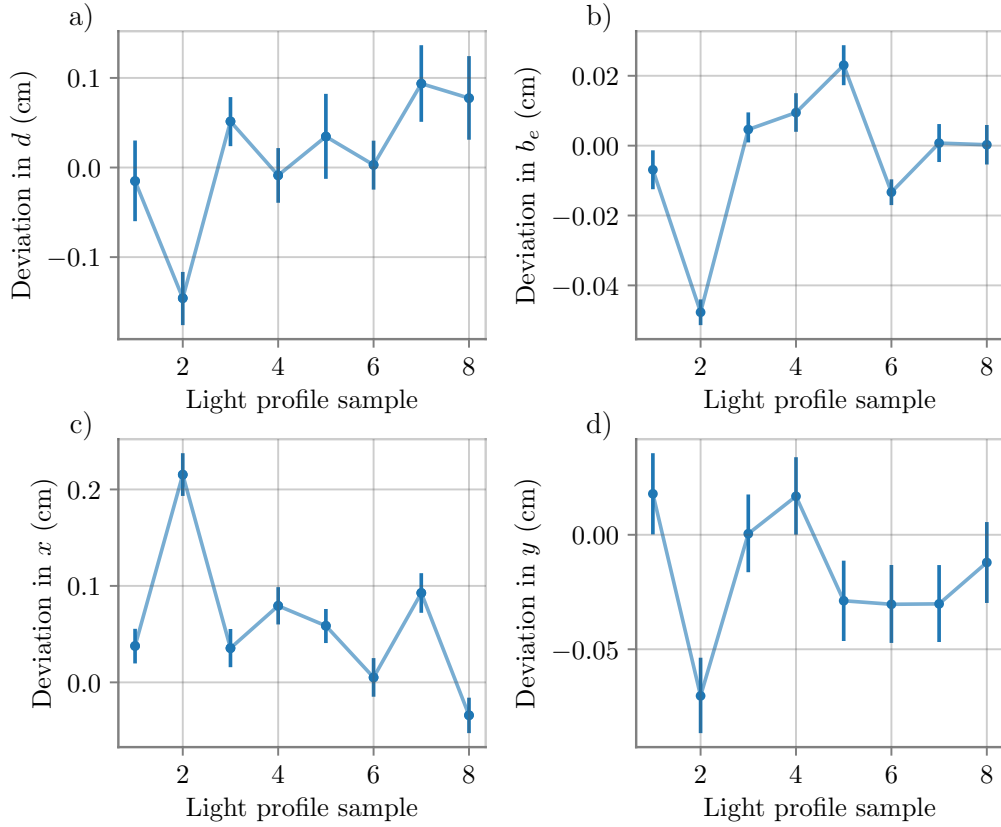 a)
Deviation in d (cm)
0.1
0.0
−0.1
2
4
6
8
Light profile sample
b)
Deviation in b_e (cm)
0.02
0.00
−0.02
−0.04
2
4
6
8
Light profile sample
c)
Deviation in x (cm)
0.2
0.1
0.0
2
4
6
8
Light profile sample
d)
Deviation in y (cm)
0.00
−0.05
2
4
6
8
Light profile sample